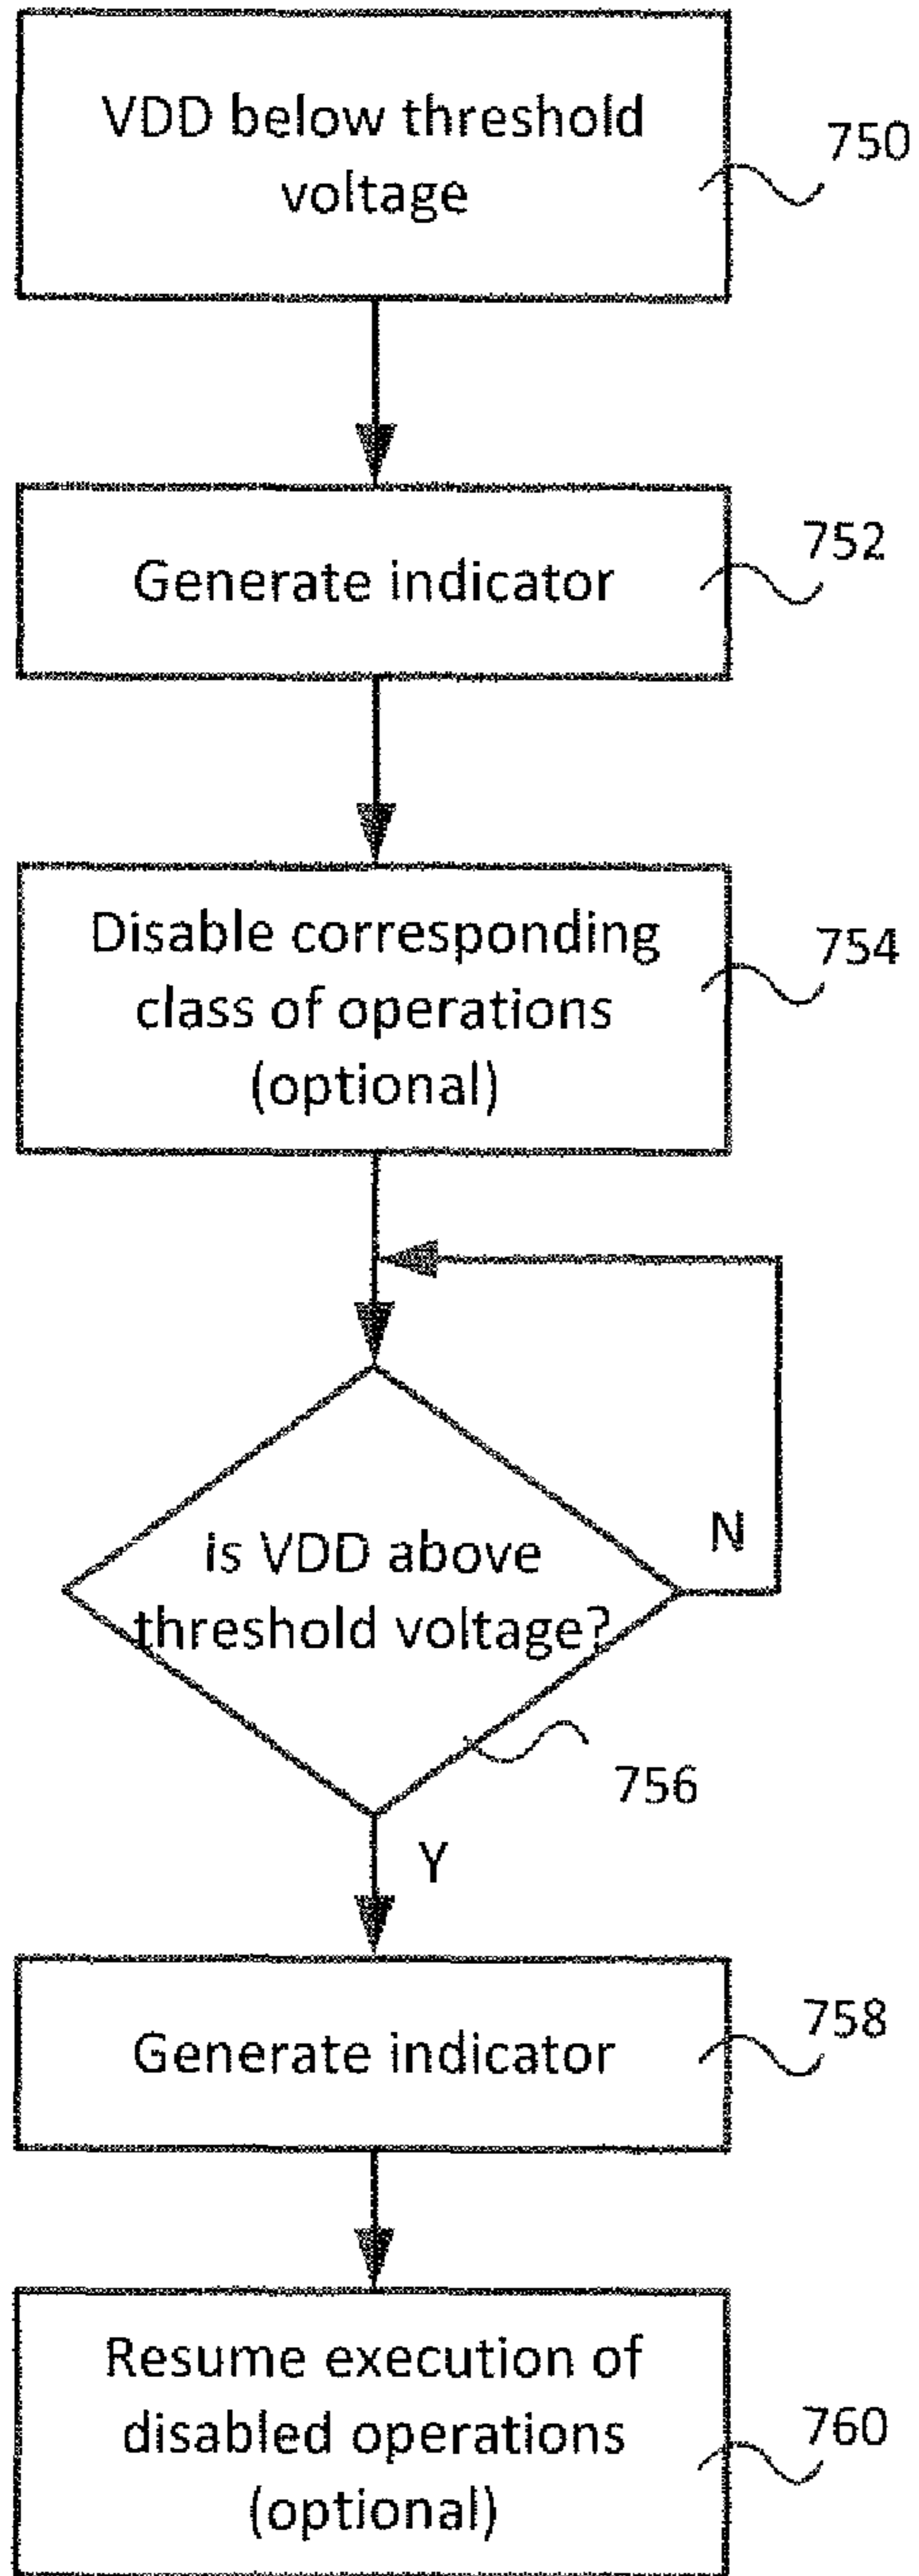 VDD below threshold
voltage
750
Generate indicator
752
Disable corresponding
class of operations
(optional)
754
is VDD above
threshold voltage?
N
756
Y
Generate indicator
758
Resume execution of
disabled operations
(optional)
760